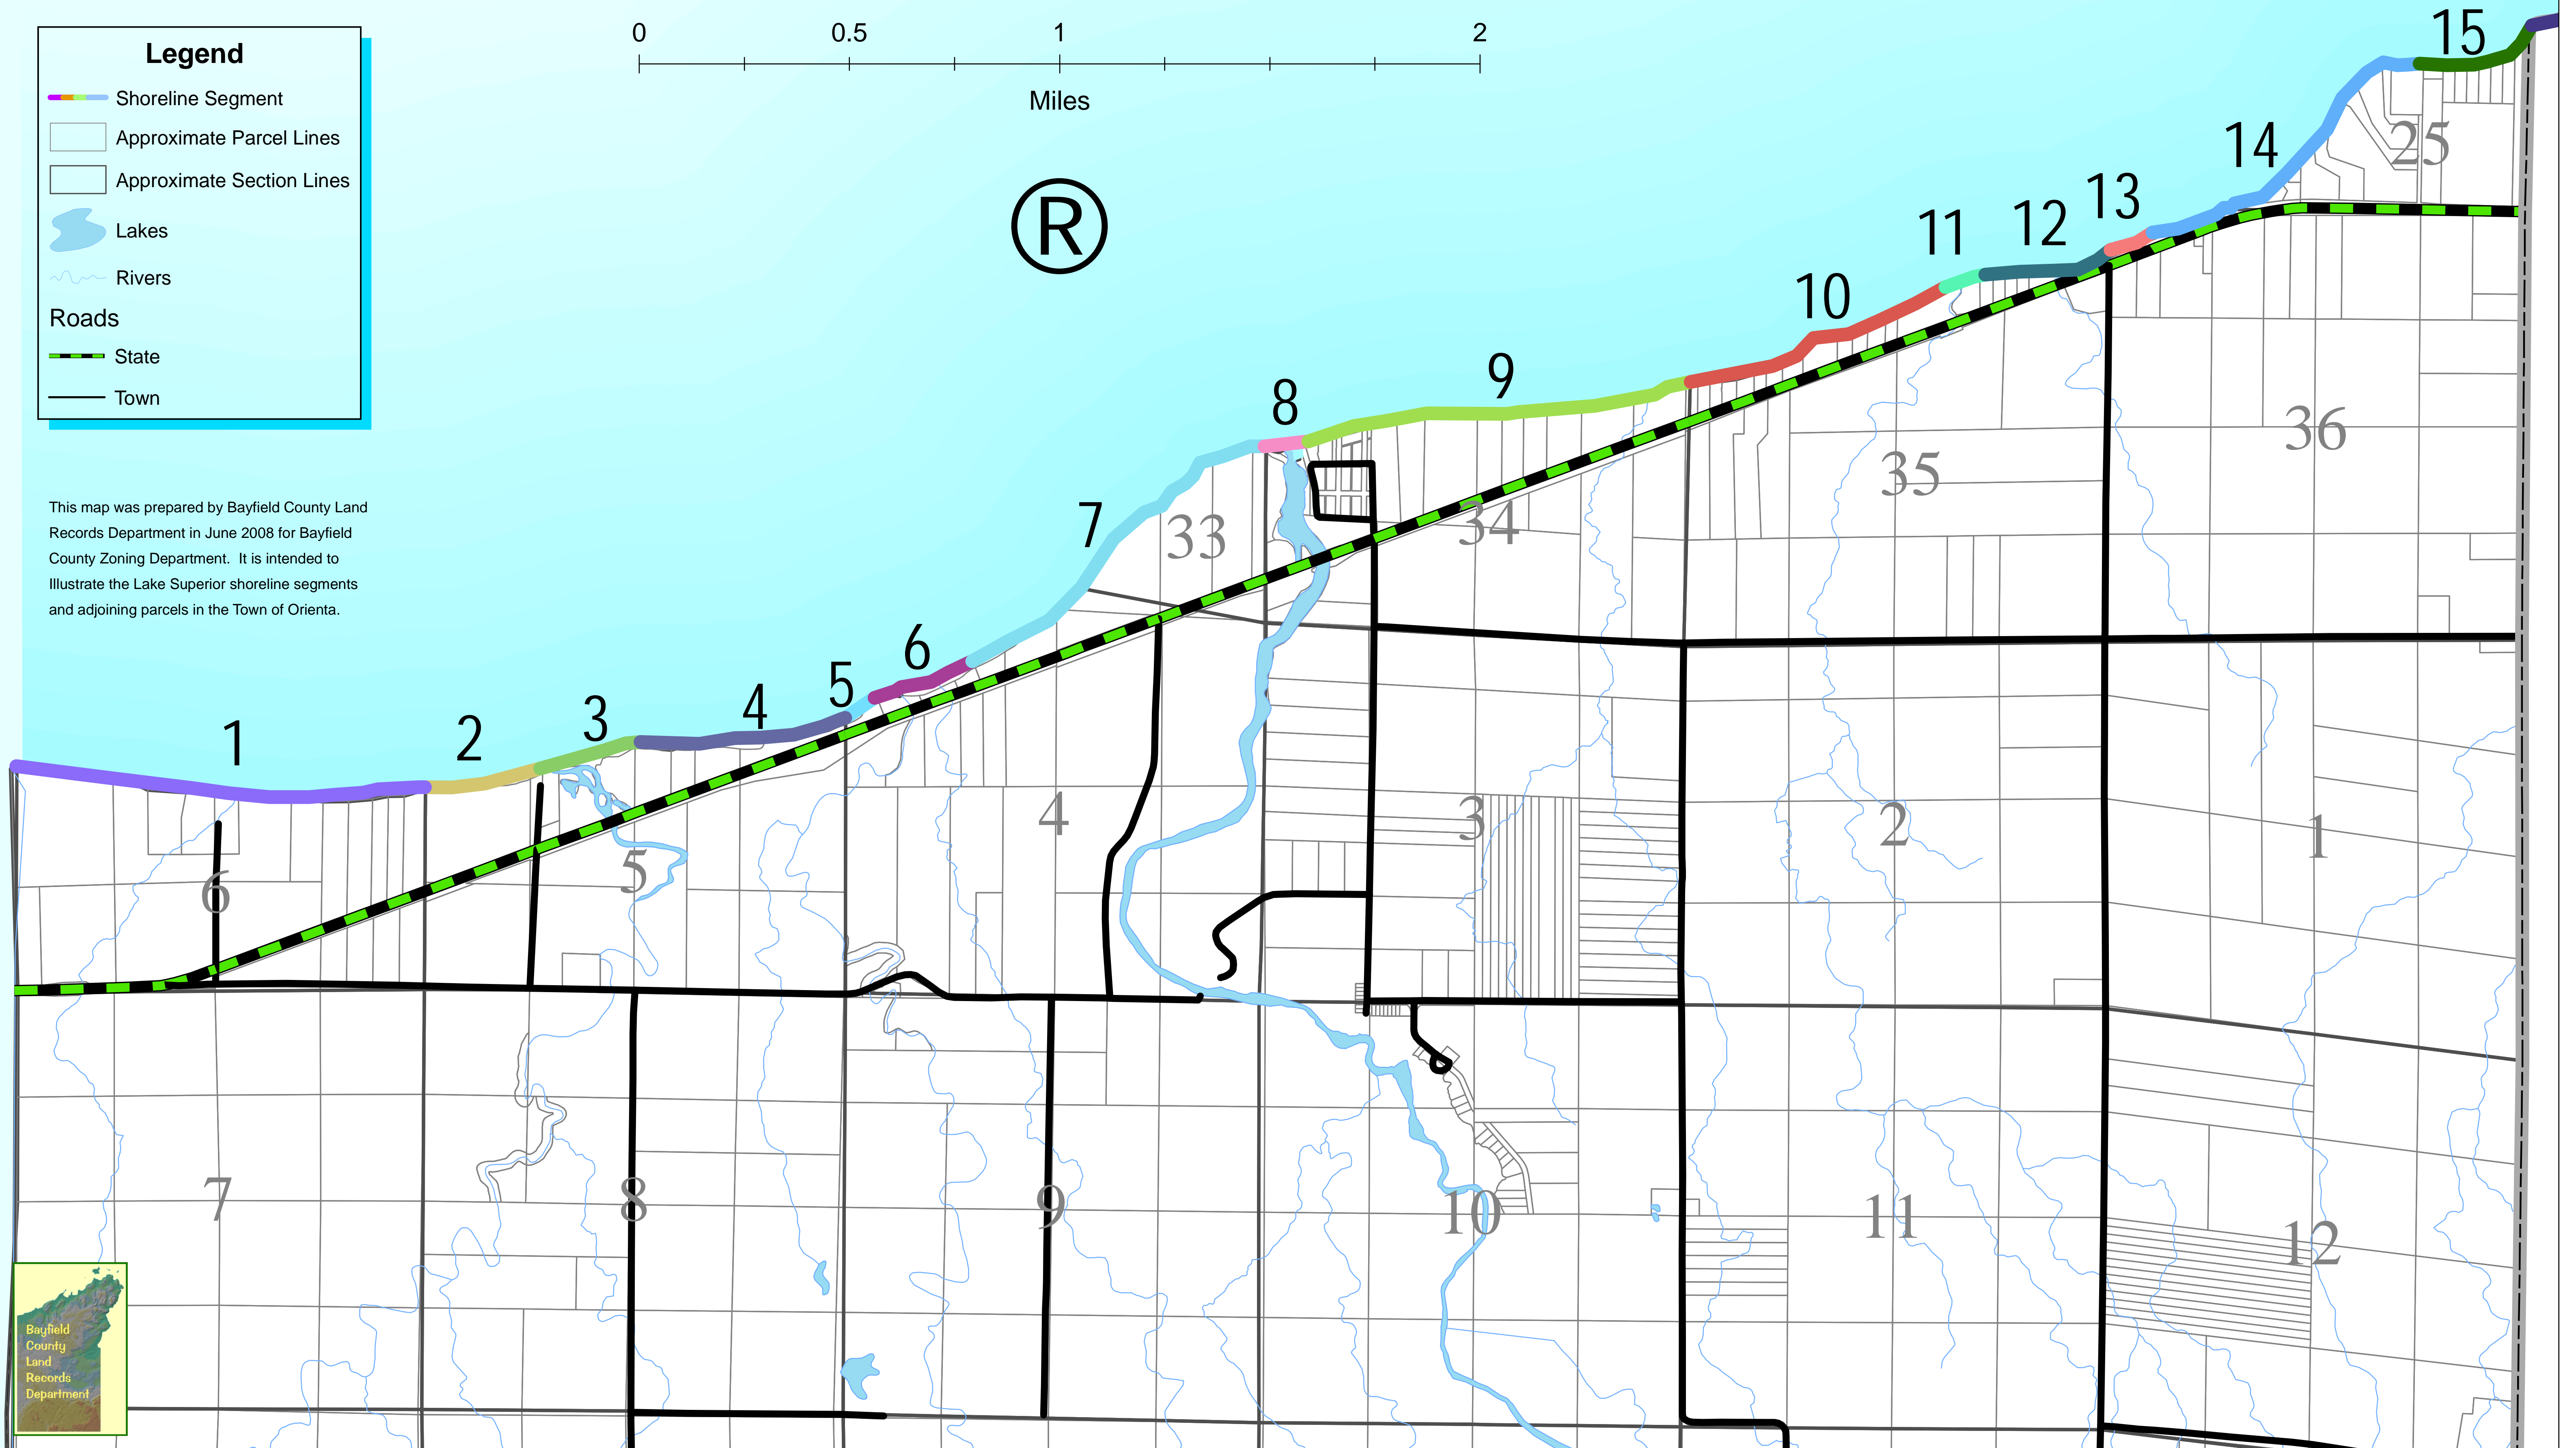 Legend
Shoreline Segment
Approximate Parcel Lines
Approximate Section Lines
Lakes
Rivers
Roads
State
Town
This map was prepared by Bayfield County Land
Records Department in June 2008 for Bayfield
County Zoning Department.  It is intended to
Illustrate the Lake Superior shoreline segments
and adjoining parcels in the Town of Orienta.
0 0.5 1 2
Miles
®
15
14
13
12
11
10
9
8
7
6
5
4
3
2
1
25
36
35
34
33
6
5
4
3
2
1
7
8
9
10
11
12
Bayfield
County
Land
Records
Department